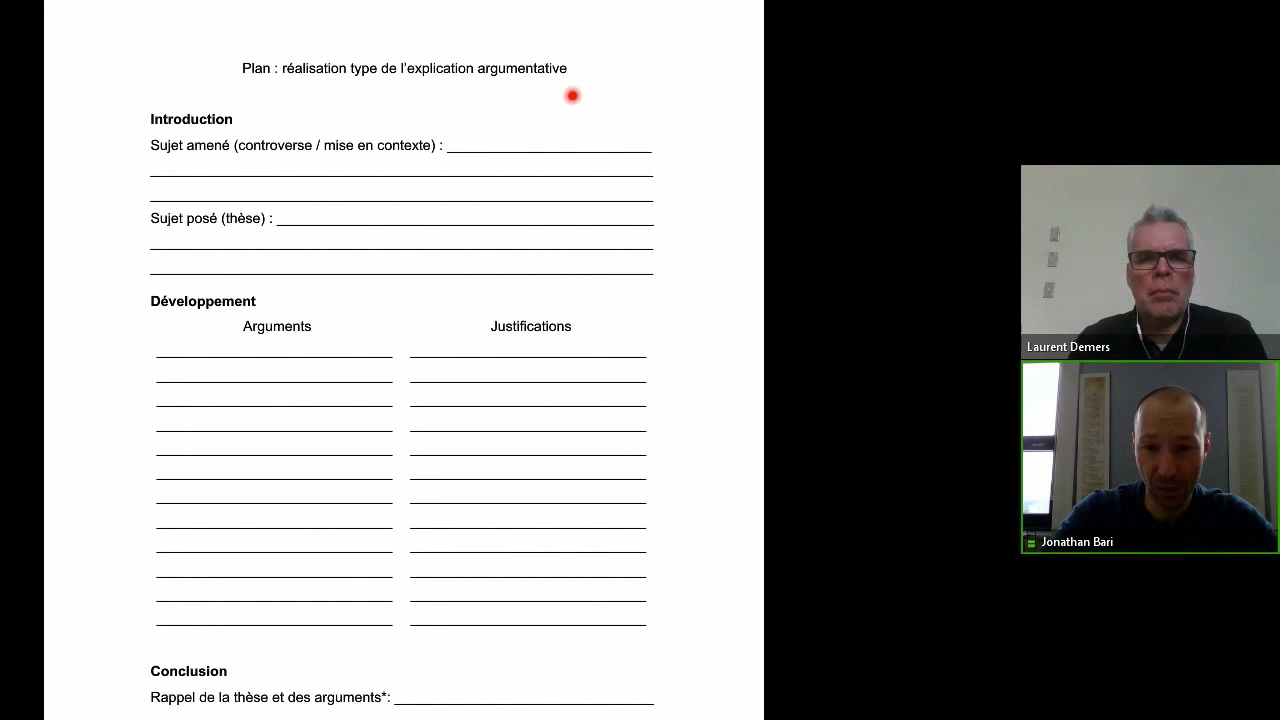 Plan : réalisation type de l'explication argumentative
Introduction
Sujet amené (controverse / mise en contexte) :
Sujet posé (thèse) :
Développement
Arguments Justifications
Conclusion
Rappel de la thèse et des arguments*:
Laurent Demers
Jonathan Bari